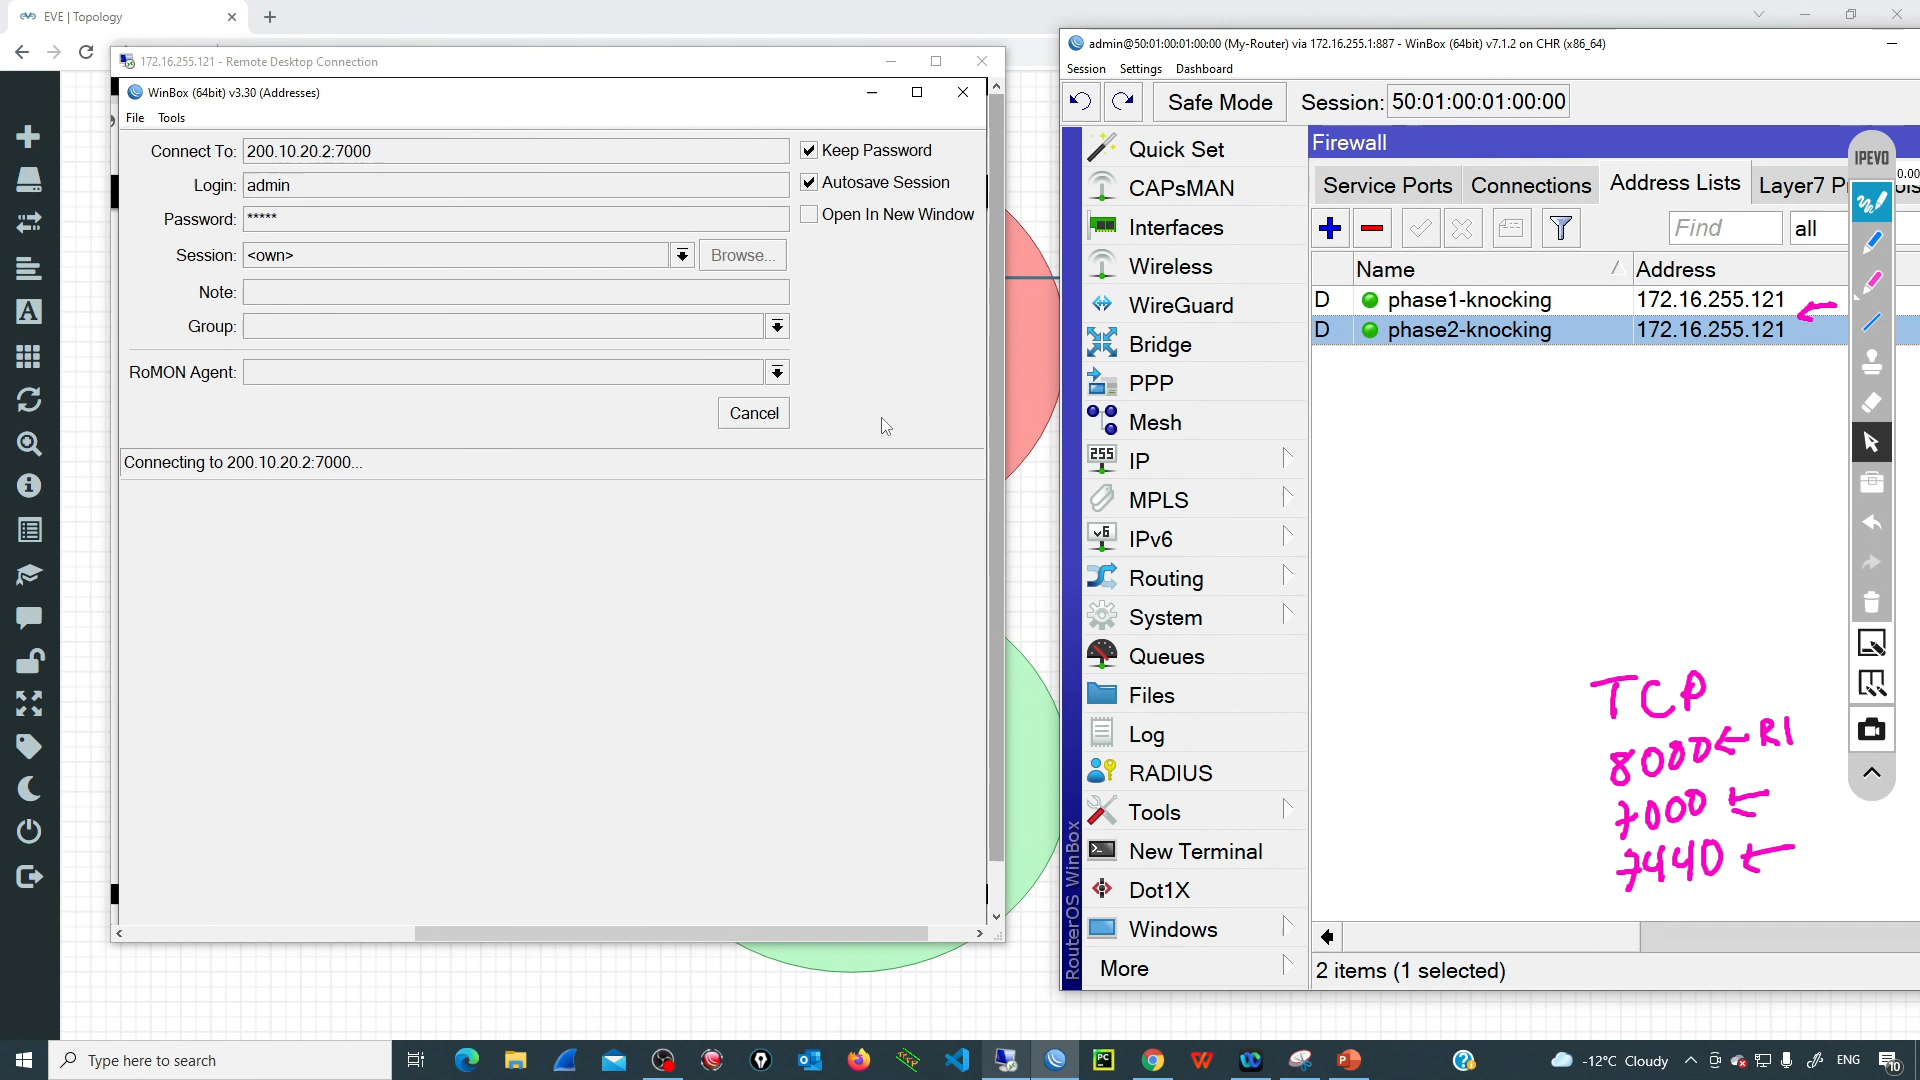 EVE | Topology
172.16.255.121 - Remote Desktop Connection
WinBox (64bit) v3.30 (Addresses)
File Tools
Connect To: 200.10.20.2:7000
Keep Password
Login: admin
Autosave Session
Password: *****
Open In New Window
Session: <own>
Browse...
Note:
Group:
RoMON Agent:
Cancel
Connecting to 200.10.20.2:7000...
admin@50:01:00:01:00:00 (My-Router) via 172.16.255.1:887 - WinBox (64bit) v7.1.2 on CHR (x86_64)
Session Settings Dashboard
Safe Mode Session: 50:01:00:01:00:00
Quick Set
CAPsMAN
Interfaces
Wireless
WireGuard
Bridge
PPP
Mesh
255 IP
MPLS
v6 IPv6
Routing
System
Queues
Files
Log
RADIUS
Tools
New Terminal
Dot1X
Windows
More
RouterOS WinBox
Firewall
Service Ports Connections Address Lists Layer7
Find all
Name Address
D phase1-knocking 172.16.255.121
D phase2-knocking 172.16.255.121
TCP
8000 ← R1
7000 ←
7440 ←
2 items (1 selected)
IPEVO
Type here to search
-12°C Cloudy
ENG
10